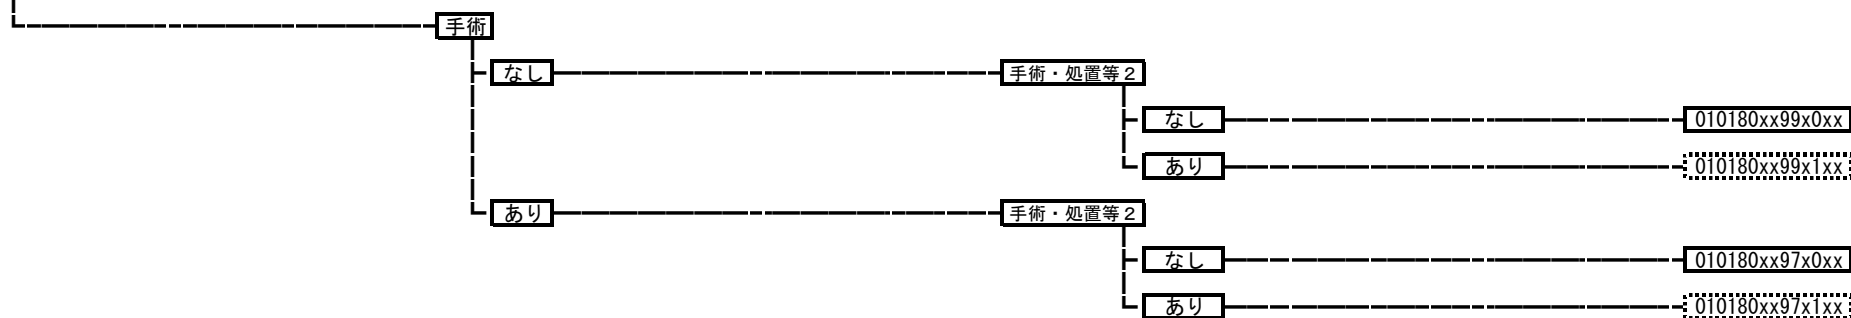 手術
なし
手術・処置等２
なし
010180xx99x0xx
あり
010180xx99x1xx
あり
手術・処置等２
なし
010180xx97x0xx
あり
010180xx97x1xx